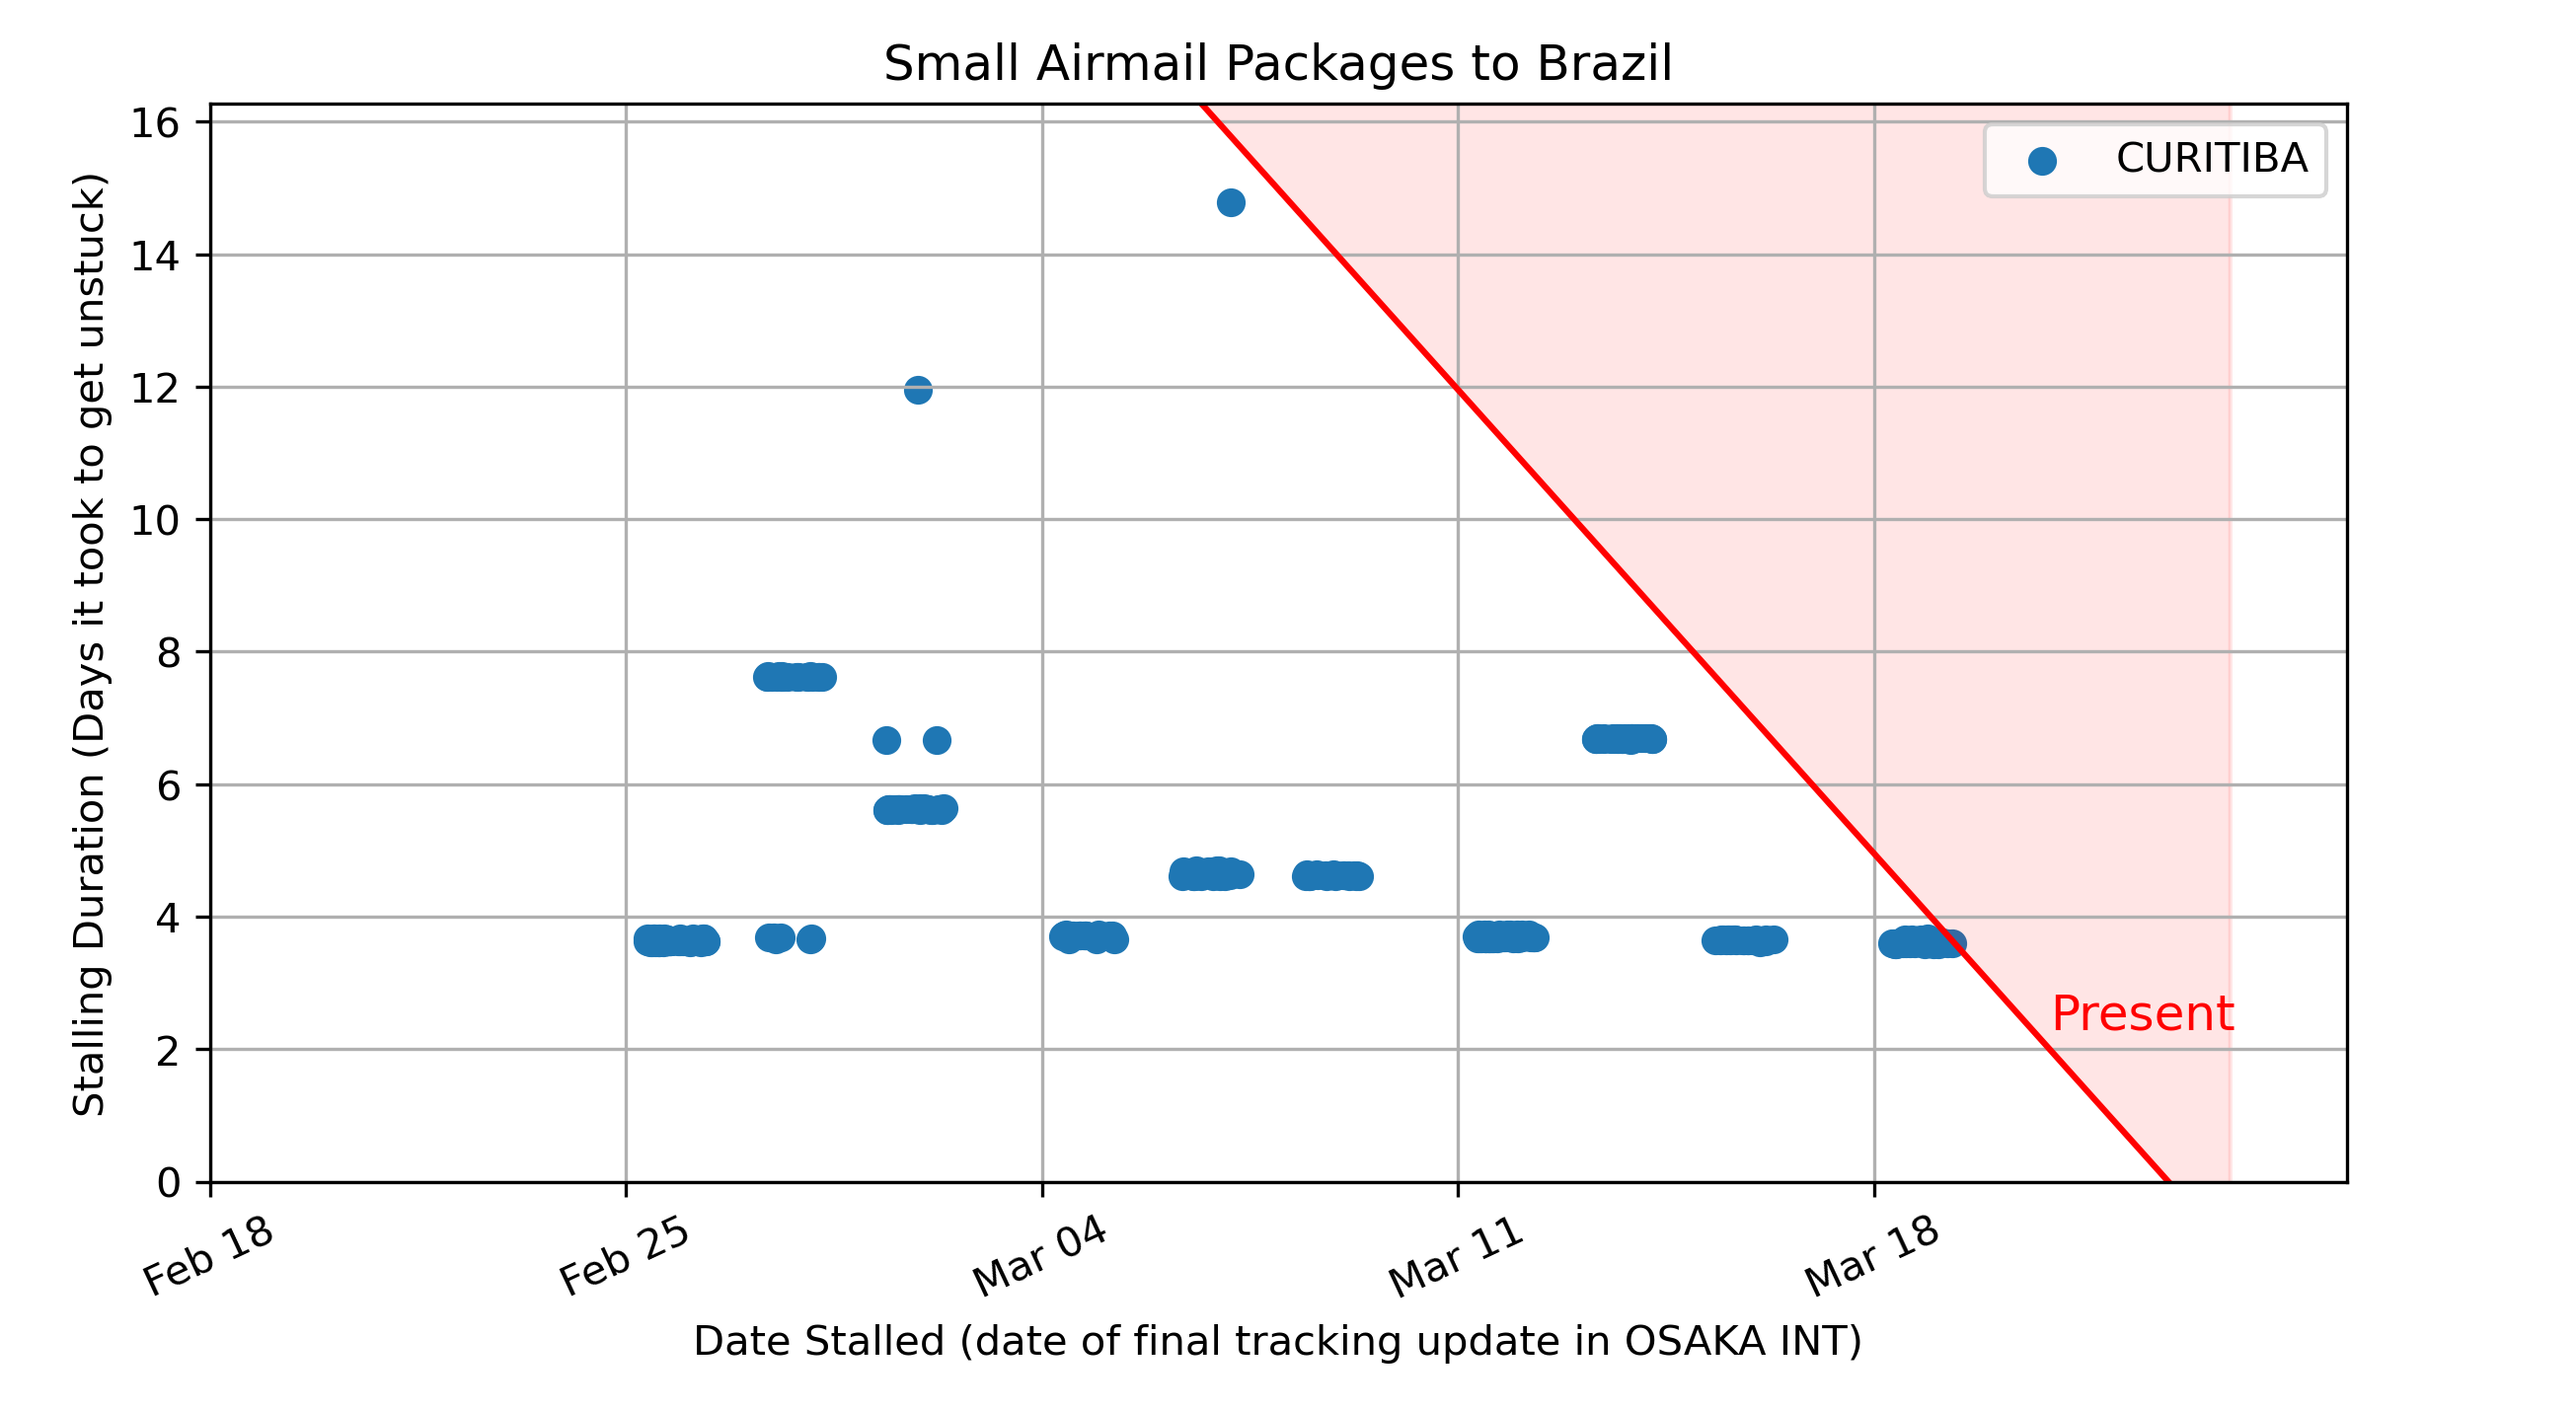 Small Airmail Packages to Brazil
CURITIBA
Stalling Duration (Days it took to get unstuck)
16
14
12
10
8
6
4
2
0
Present
Feb 18
Feb 25
Mar 04
Mar 11
Mar 18
Date Stalled (date of final tracking update in OSAKA INT)